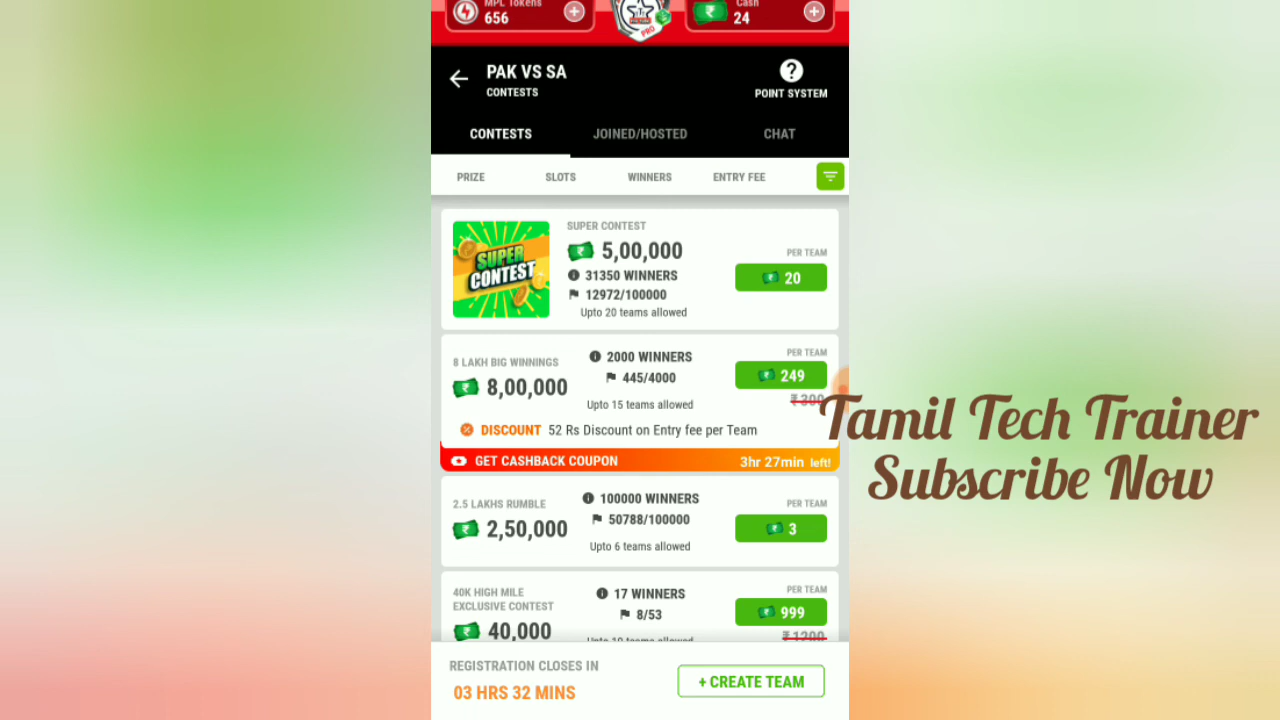 MPL Tokens
656
Cash
24
PRO
PAK VS SA
CONTESTS
?
POINT SYSTEM
CONTESTS
JOINED/HOSTED
CHAT
PRIZE
SLOTS
WINNERS
ENTRY FEE
SUPER CONTEST
SUPER CONTEST
5,00,000
31350 WINNERS
12972/100000
Upto 20 teams allowed
PER TEAM
20
8 LAKH BIG WINNINGS
8,00,000
2000 WINNERS
445/4000
Upto 15 teams allowed
PER TEAM
249
₹300
DISCOUNT 52 Rs Discount on Entry fee per Team
GET CASHBACK COUPON
3hr 27min left!
2.5 LAKHS RUMBLE
2,50,000
100000 WINNERS
50788/100000
Upto 6 teams allowed
PER TEAM
3
40K HIGH MILE
EXCLUSIVE CONTEST
40,000
17 WINNERS
8/53
Upto 10 teams allowed
PER TEAM
999
₹1200
REGISTRATION CLOSES IN
03 HRS 32 MINS
+ CREATE TEAM
Tamil Tech Trainer
Subscribe Now